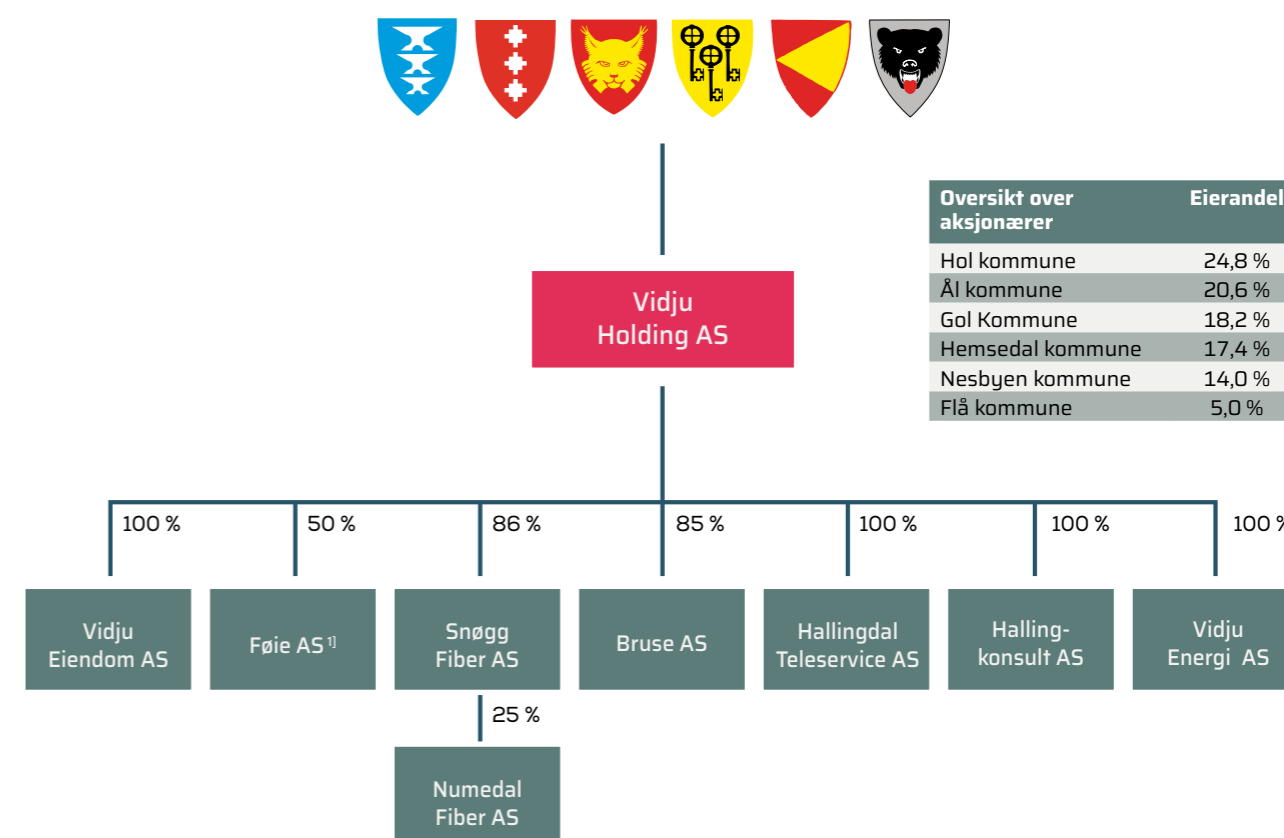 Oversikt over Eierandel
aksjonærer
Hol kommune 24,8 %
Ål kommune 20,6 %
Gol Kommune 18,2 %
Hemsedal kommune 17,4 %
Nesbyen kommune 14,0 %
Flå kommune 5,0 %
Vidju
Holding AS
100 % 50 % 86 % 85 % 100 % 100 % 100 %
Vidju
Eiendom AS
Føie AS 1]
Snøgg
Fiber AS
Bruse AS
Hallingdal
Teleservice AS
Halling-
konsult AS
Vidju
Energi AS
25 %
Numedal
Fiber AS